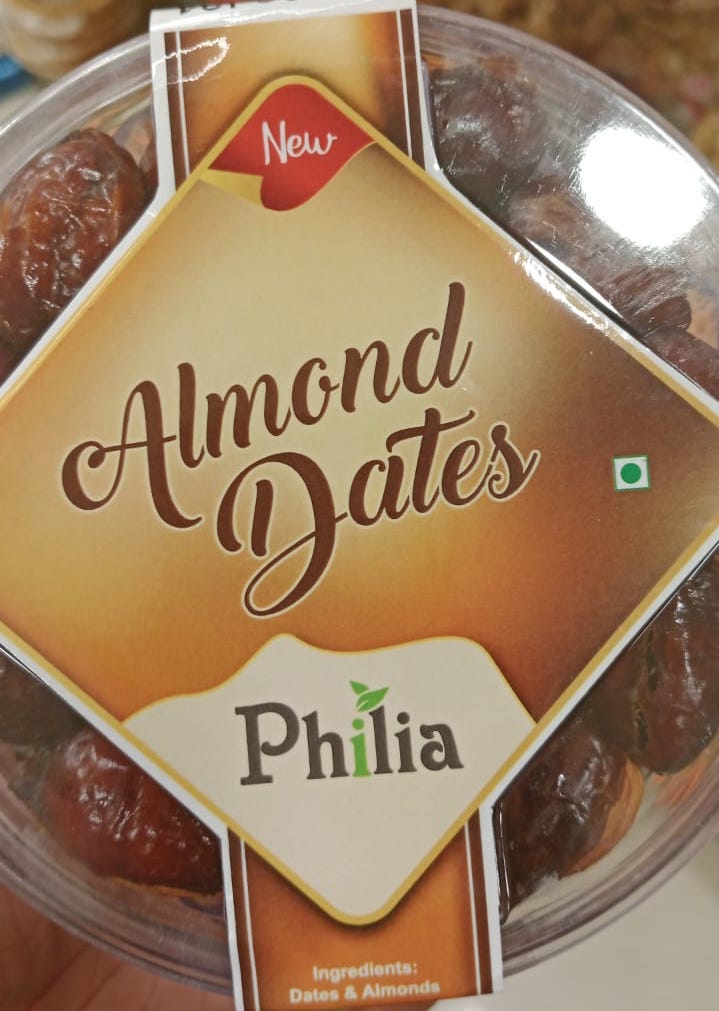 New
Almond
Dates
Philia
Ingredients:
Dates & Almonds